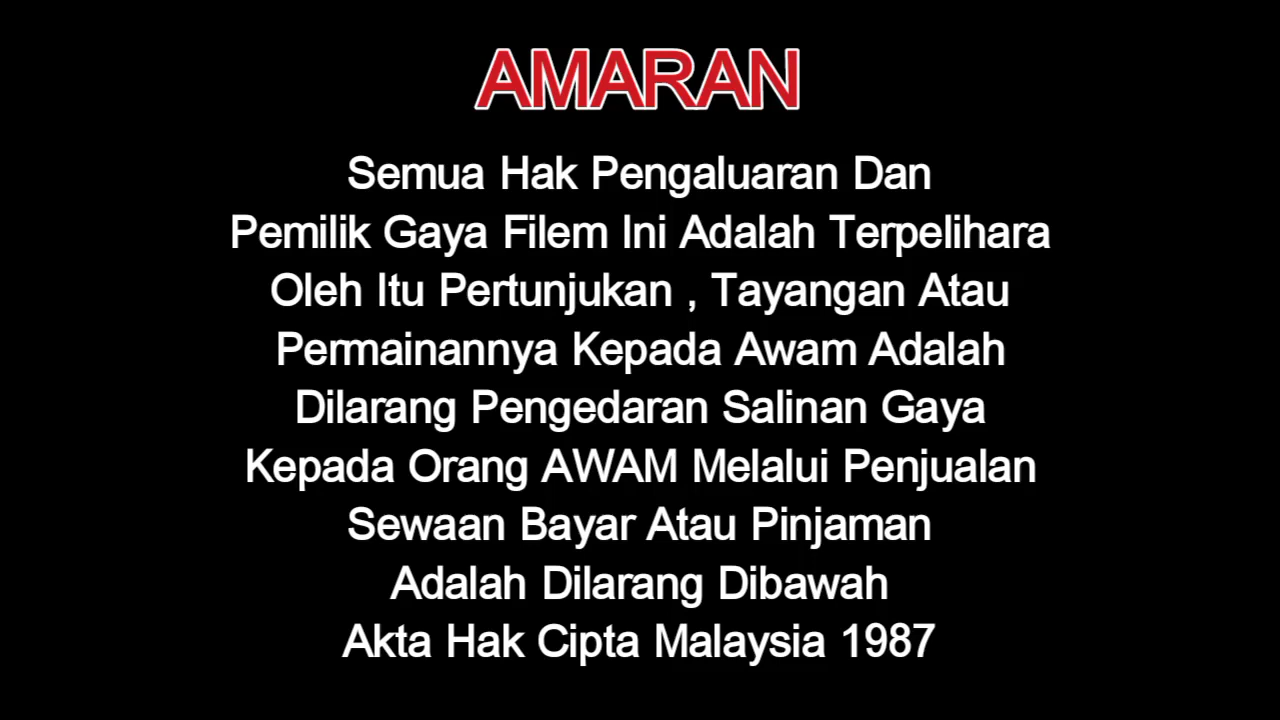 AMARAN
Semua Hak Pengaluaran Dan
Pemilik Gaya Filem Ini Adalah Terpelihara
Oleh Itu Pertunjukan , Tayangan Atau
Permainannya Kepada Awam Adalah
Dilarang Pengedaran Salinan Gaya
Kepada Orang AWAM Melalui Penjualan
Sewaan Bayar Atau Pinjaman
Adalah Dilarang Dibawah
Akta Hak Cipta Malaysia 1987